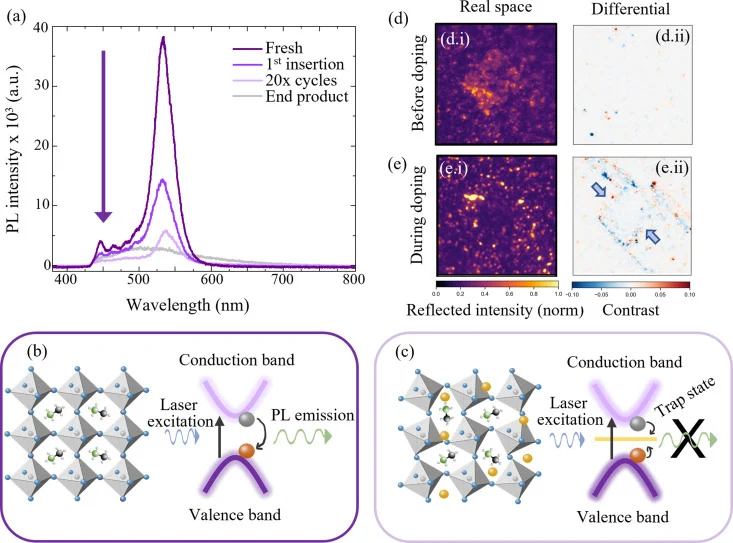 (a)
PL intensity x 10³ (a.u.)
40
30
20
10
0
400
500
600
700
800
Wavelength (nm)
Fresh
1st insertion
20x cycles
End product
Real space
Differential
(d)
Before doping
(d.i)
(d.ii)
(e)
During doping
(e.i)
(e.ii)
0.0 0.2 0.4 0.6 0.8 1.0
-0.10 -0.05 0.00 0.05 0.10
Reflected intensity (norm)
Contrast
(b)
Conduction band
Laser
excitation
PL emission
Valence band
(c)
Conduction band
Laser
excitation
Trap state
Valence band